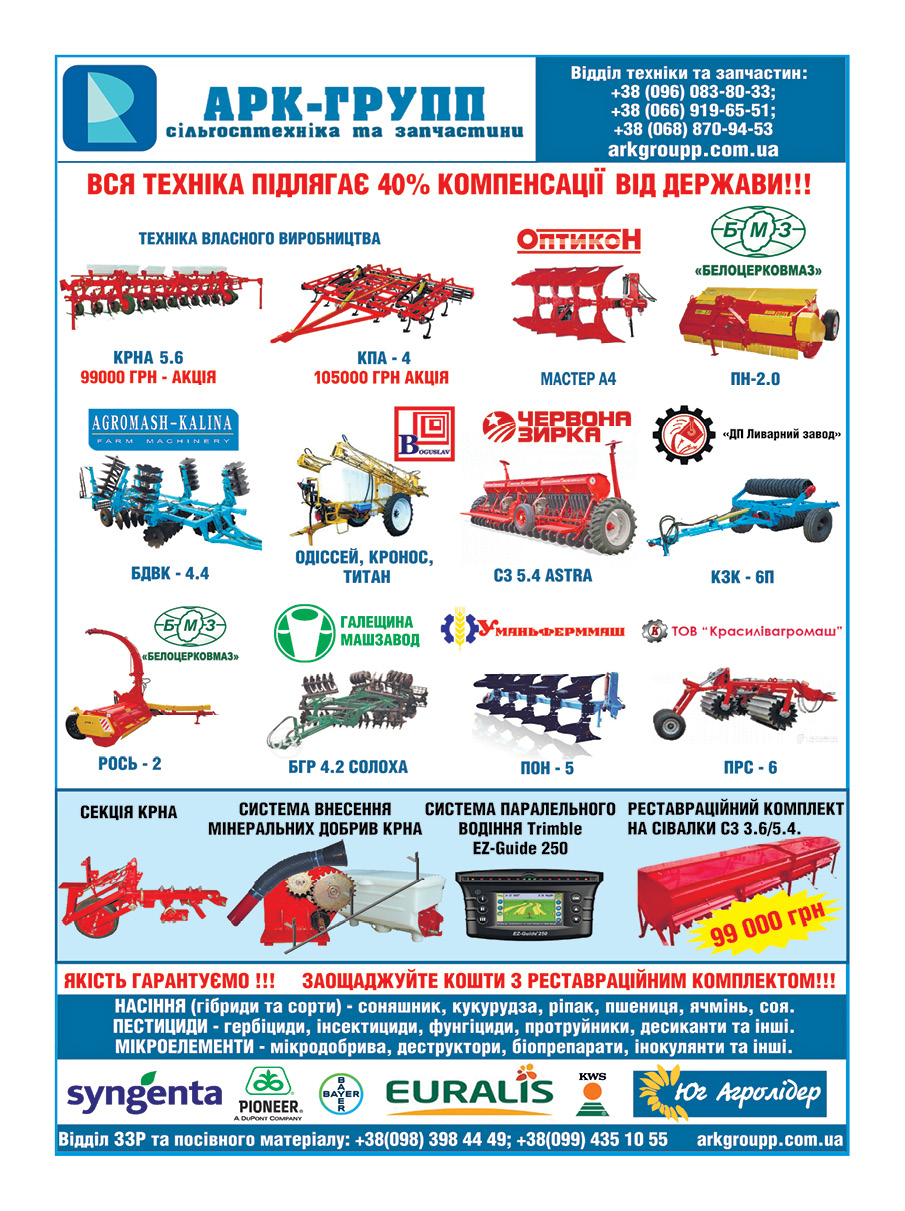 АРК-ГРУПП
сільгосптехніка та запчастини
Відділ техніки та запчастин:
+38 (096) 083-80-33;
+38 (066) 919-65-51;
+38 (068) 870-94-53
arkgroupp.com.ua
ВСЯ ТЕХНІКА ПІДЛЯГАЄ 40% КОМПЕНСАЦІЇ ВІД ДЕРЖАВИ!!!
ТЕХНІКА ВЛАСНОГО ВИРОБНИЦТВА
ОПТИКОН
БМЗ
«БЕЛОЦЕРКОВМАЗ»
КРНА 5.6
99000 ГРН - АКЦІЯ
КПА - 4
105000 ГРН АКЦІЯ
МАСТЕР А4
ПН-2.0
AGROMASH-KALINA
FARM MACHINERY
BOGUSLAV
ЧЕРВОНА
ЗИРКА
«ДП Ливарний завод»
БДВК - 4.4
ОДІССЕЙ, КРОНОС,
ТИТАН
СЗ 5.4 ASTRA
КЗК - 6П
БМЗ
«БЕЛОЦЕРКОВМАЗ»
ГАЛЕЩИНА
МАШЗАВОД
УМАНЬФЕРММАШ
К
ТОВ “Красилівагромаш”
РОСЬ - 2
БГР 4.2 СОЛОХА
ПОН - 5
ПРС - 6
СЕКЦІЯ КРНА
СИСТЕМА ВНЕСЕННЯ
МІНЕРАЛЬНИХ ДОБРИВ КРНА
СИСТЕМА ПАРАЛЕЛЬНОГО
ВОДІННЯ Trimble
EZ-Guide 250
РЕСТАВРАЦІЙНИЙ КОМПЛЕКТ
НА СІВАЛКИ СЗ 3.6/5.4.
EZ-Guide 250
99 000 грн
ЯКІСТЬ ГАРАНТУЄМО !!! ЗАОЩАДЖУЙТЕ КОШТИ З РЕСТАВРАЦІЙНИМ КОМПЛЕКТОМ!!!
НАСІННЯ (гібриди та сорти) - соняшник, кукурудза, ріпак, пшениця, ячмінь, соя.
ПЕСТИЦИДИ - гербіциди, інсектициди, фунгіциди, протруйники, десиканти та інші.
МІКРОЕЛЕМЕНТИ - мікродобрива, деструктори, біопрепарати, інокулянти та інші.
syngenta
PIONEER
A DUPONT COMPANY
BAYER
BAYER
EURALIS
KWS
Юг Агролідер
Відділ ЗЗР та посівного матеріалу: +38(098) 398 44 49; +38(099) 435 10 55 arkgroupp.com.ua